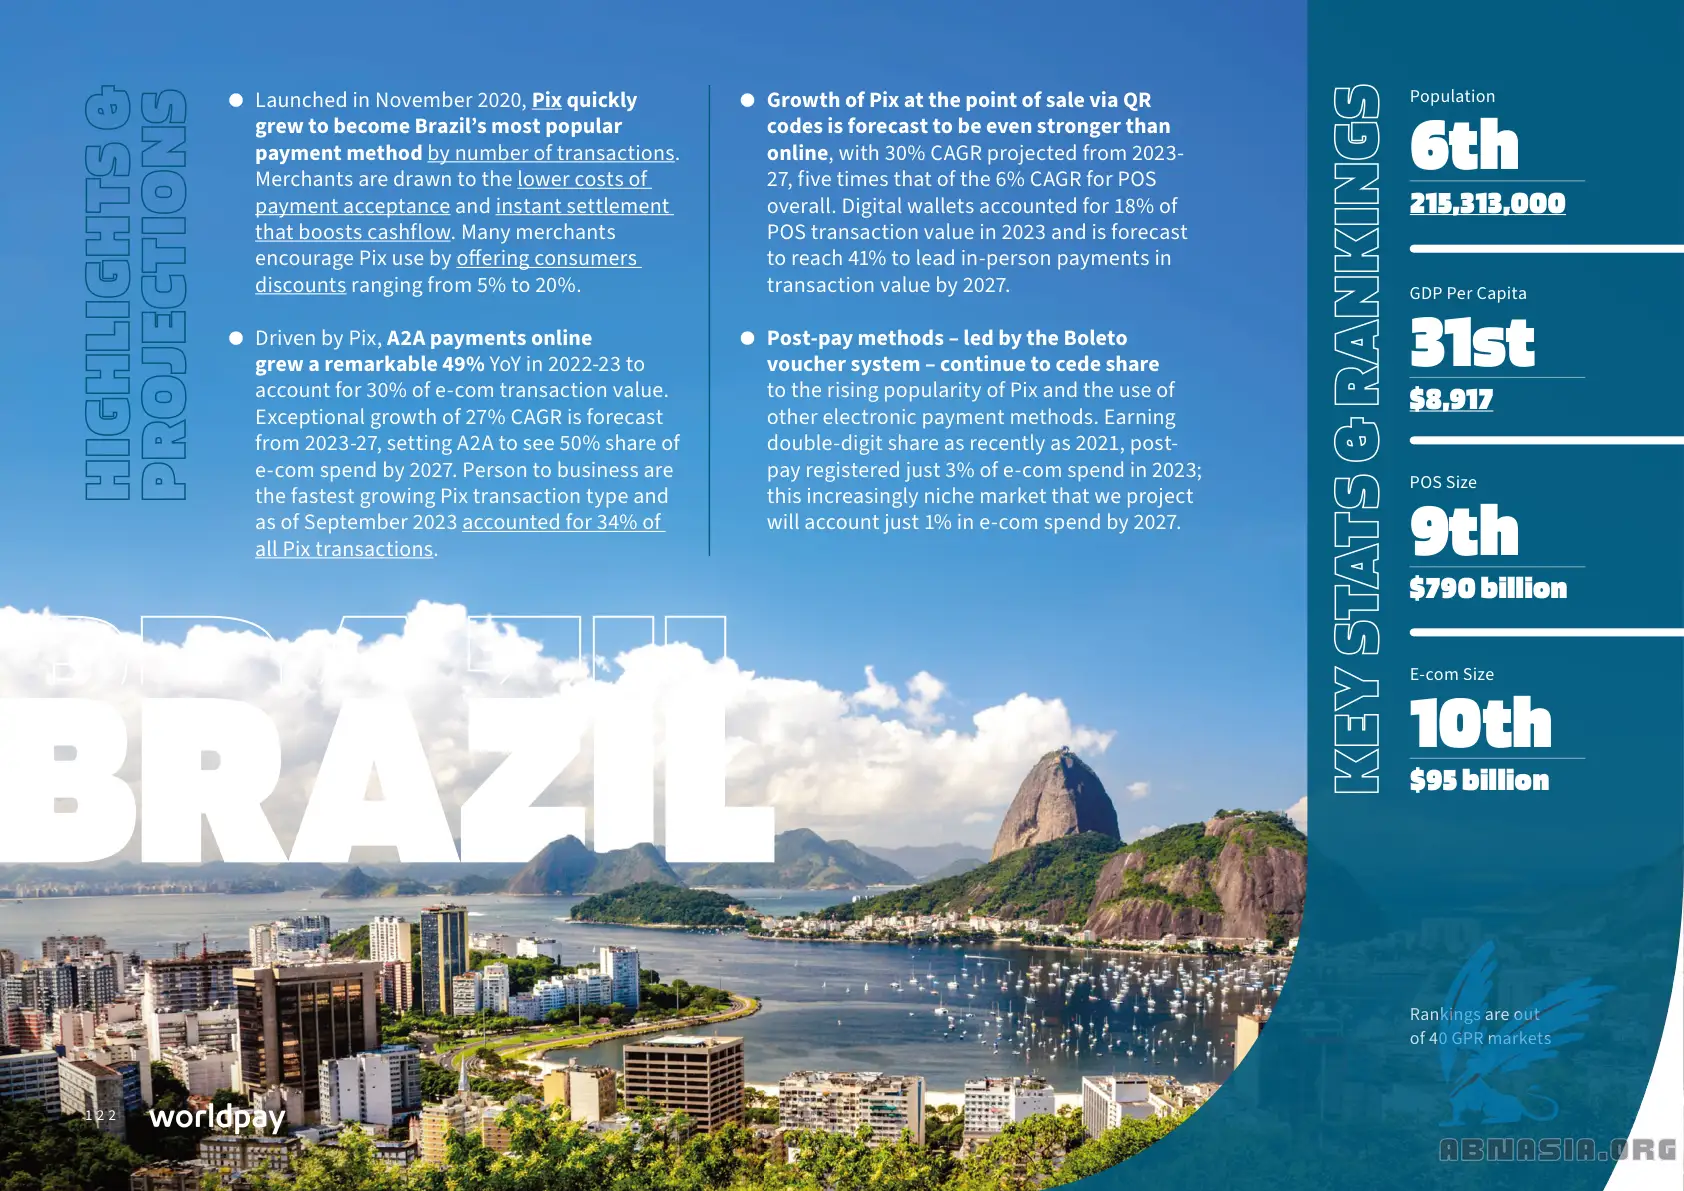 HIGHLIGHTS &
PROJECTIONS
● Launched in November 2020, Pix quickly
grew to become Brazil’s most popular
payment method by number of transactions.
Merchants are drawn to the lower costs of
payment acceptance and instant settlement
that boosts cashflow. Many merchants
encourage Pix use by offering consumers
discounts ranging from 5% to 20%.
● Driven by Pix, A2A payments online
grew a remarkable 49% YoY in 2022-23 to
account for 30% of e-com transaction value.
Exceptional growth of 27% CAGR is forecast
from 2023-27, setting A2A to see 50% share of
e-com spend by 2027. Person to business are
the fastest growing Pix transaction type and
as of September 2023 accounted for 34% of
all Pix transactions.
● Growth of Pix at the point of sale via QR
codes is forecast to be even stronger than
online, with 30% CAGR projected from 2023-
27, five times that of the 6% CAGR for POS
overall. Digital wallets accounted for 18% of
POS transaction value in 2023 and is forecast
to reach 41% to lead in-person payments in
transaction value by 2027.
● Post-pay methods – led by the Boleto
voucher system – continue to cede share
to the rising popularity of Pix and the use of
other electronic payment methods. Earning
double-digit share as recently as 2021, post-
pay registered just 3% of e-com spend in 2023;
this increasingly niche market that we project
will account just 1% in e-com spend by 2027.
BRAZIL
BRAZIL
KEY STATS & RANKINGS
Population
6th
215,313,000
GDP Per Capita
31st
$8,917
POS Size
9th
$790 billion
E-com Size
10th
$95 billion
Rankings are out
of 40 GPR markets
122
worldpay
ABNASIA.ORG